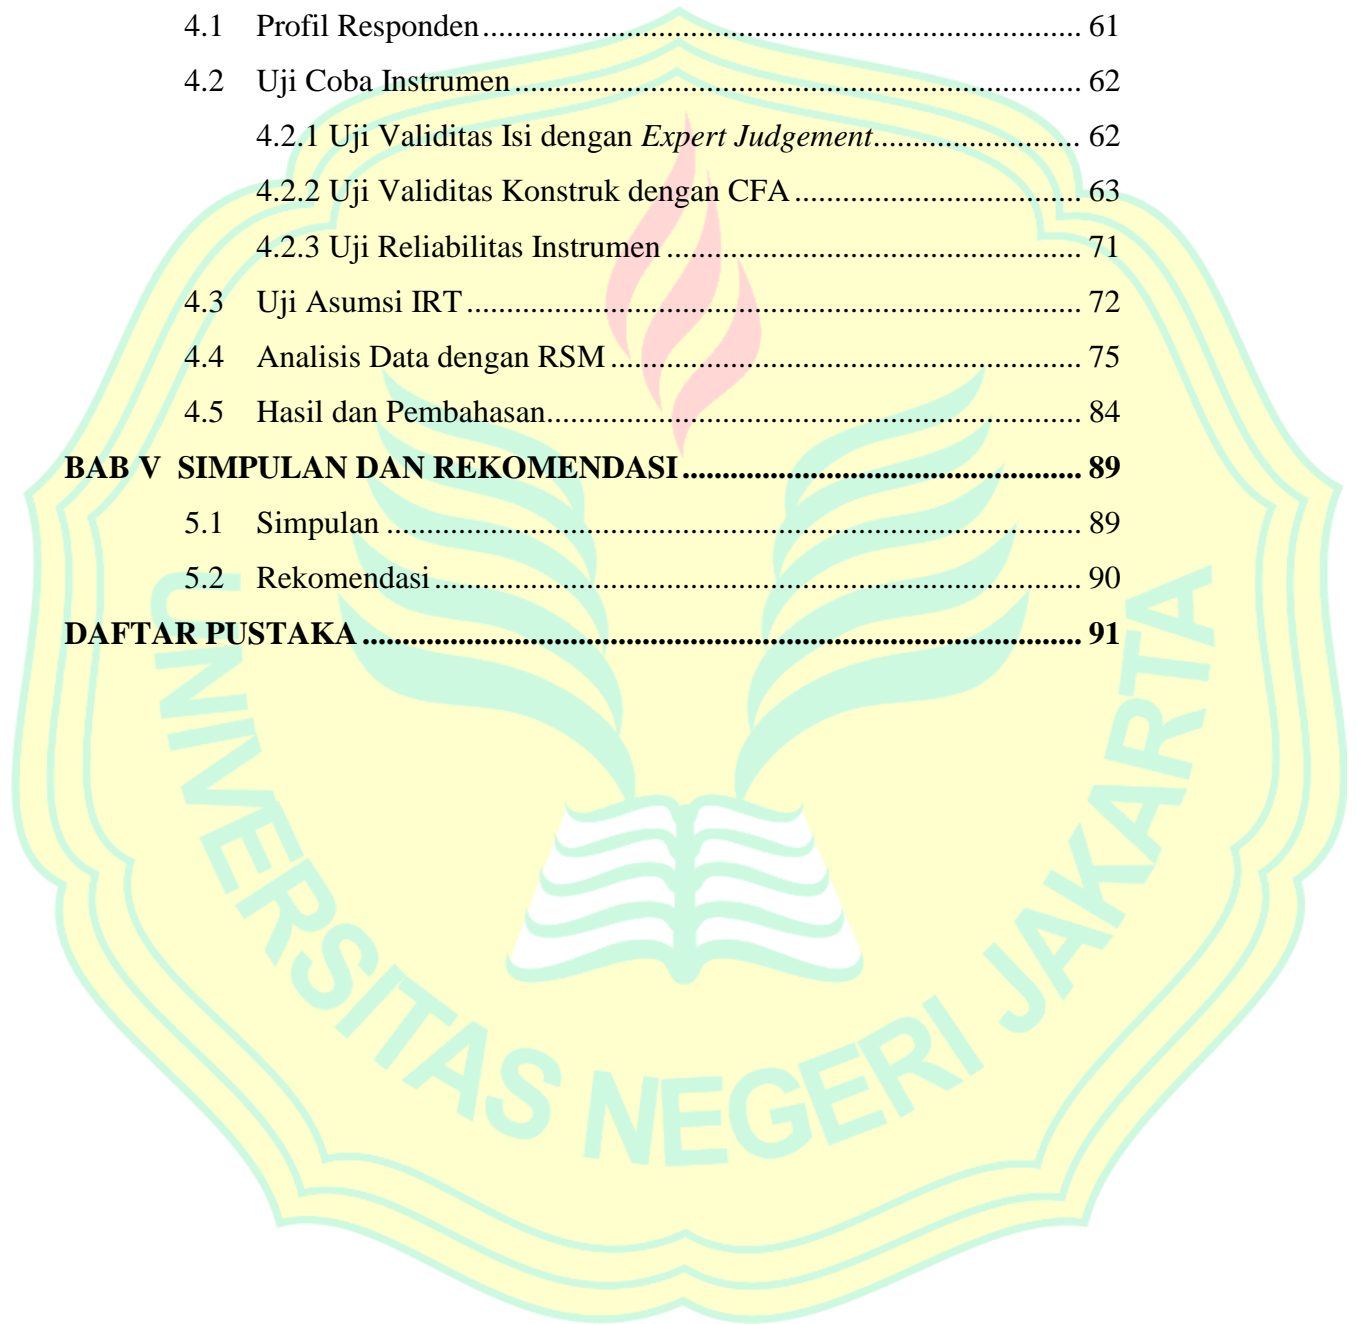 4.1 Profil Responden.......................................................................... 61
4.2 Uji Coba Instrumen...................................................................... 62
4.2.1 Uji Validitas Isi dengan Expert Judgement.......................... 62
4.2.2 Uji Validitas Konstruk dengan CFA.................................... 63
4.2.3 Uji Reliabilitas Instrumen.................................................... 71
4.3 Uji Asumsi IRT............................................................................ 72
4.4 Analisis Data dengan RSM.......................................................... 75
4.5 Hasil dan Pembahasan.................................................................. 84
BAB V SIMPULAN DAN REKOMENDASI.................................................. 89
5.1 Simpulan ...................................................................................... 89
5.2 Rekomendasi................................................................................ 90
DAFTAR PUSTAKA.......................................................................................... 91
UNIVERSITAS NEGERI JAKARTA